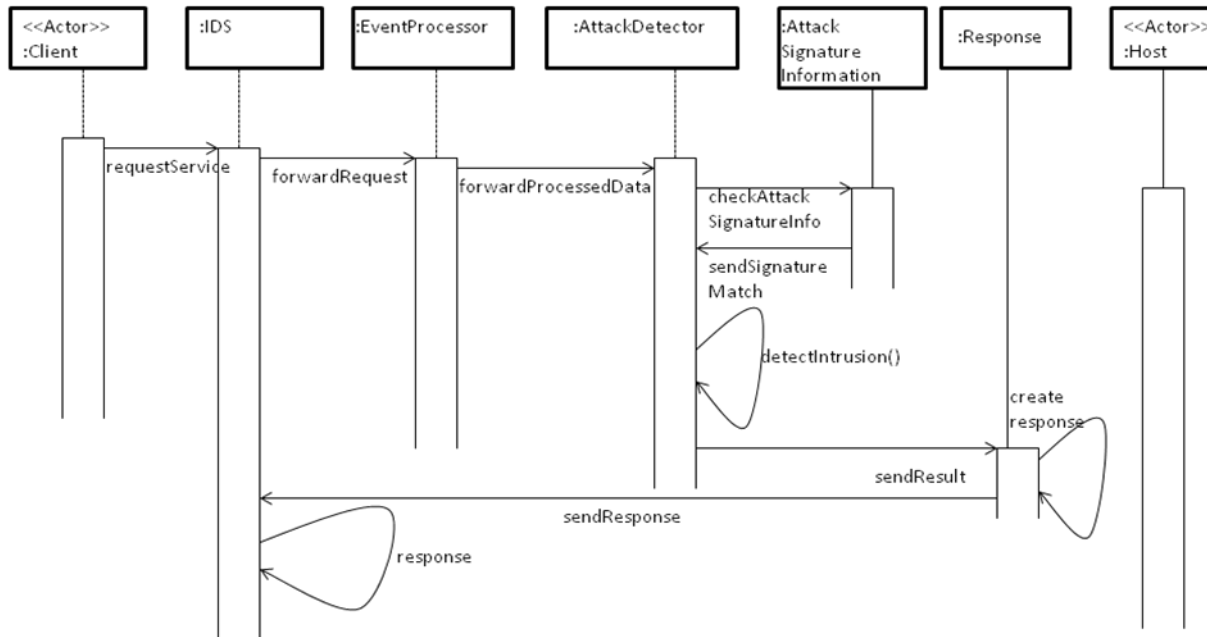 <<Actor>>
:Client
:IDS
:EventProcessor
:AttackDetector
:Attack
Signature
Information
:Response
<<Actor>>
:Host
requestService
forwardRequest
forwardProcessedData
checkAttack
SignatureInfo
sendSignature
Match
detectIntrusion()
create
response
sendResult
sendResponse
response